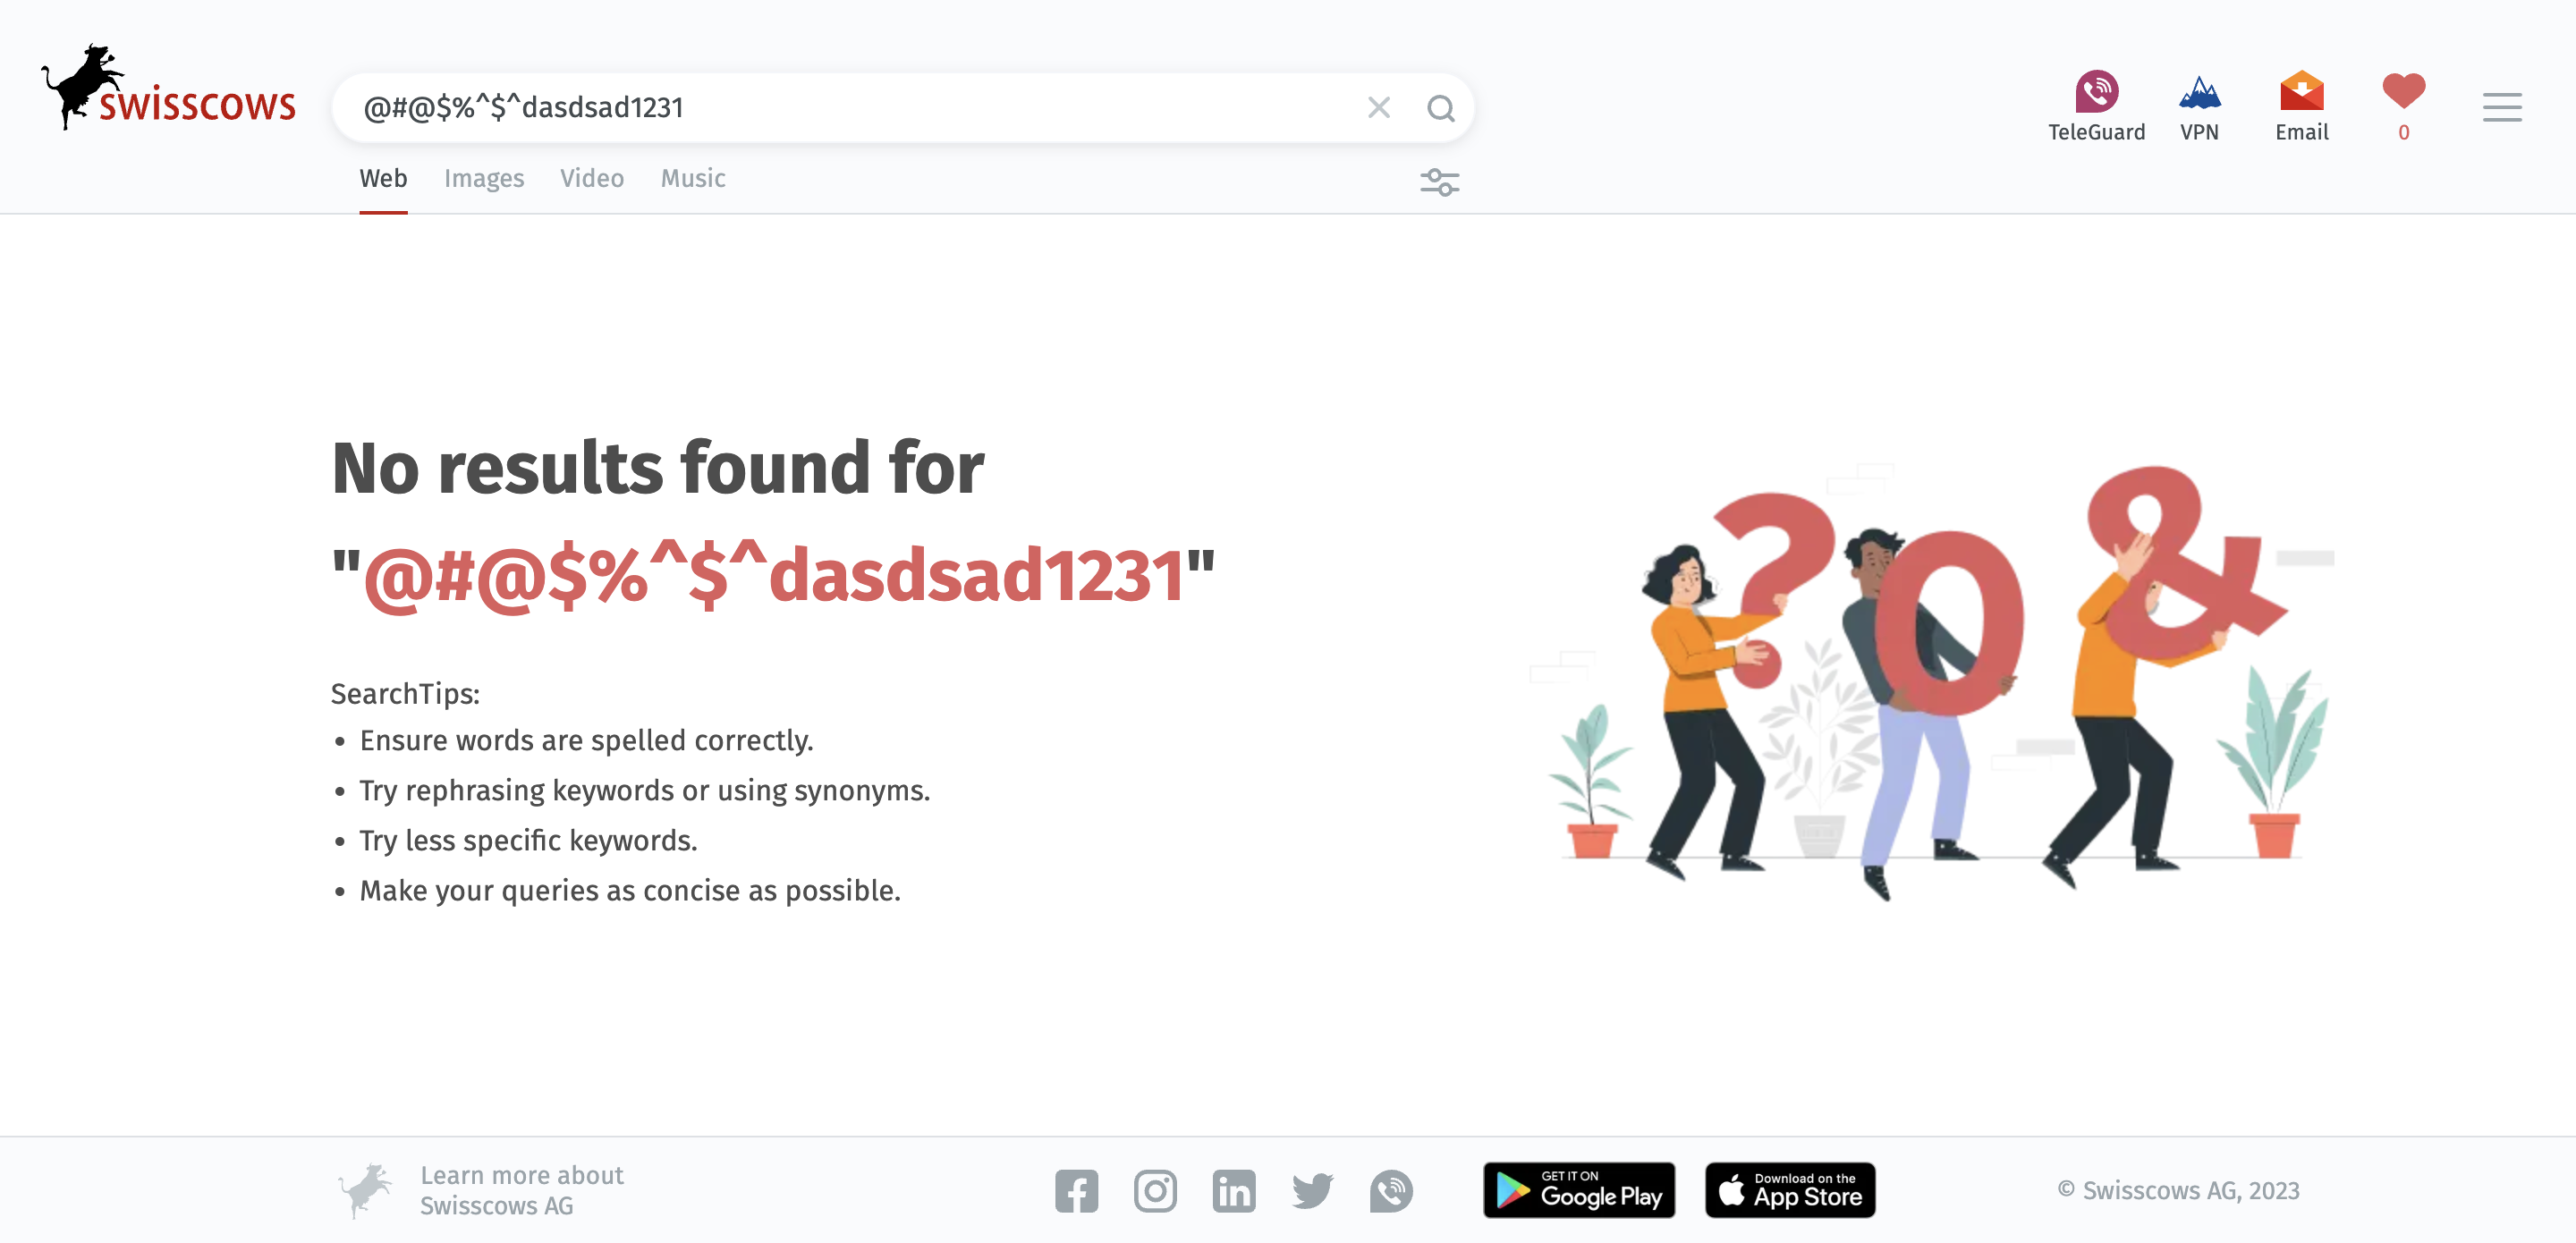 swisscows
@#@$%^$^dasdsad1231
TeleGuard
VPN
Email
0
Web
Images
Video
Music
No results found for
"@#@$%^$^dasdsad1231"
SearchTips:
• Ensure words are spelled correctly.
• Try rephrasing keywords or using synonyms.
• Try less specific keywords.
• Make your queries as concise as possible.
? 0 &
Learn more about
Swisscows AG
GET IT ON
Google Play
Download on the
App Store
© Swisscows AG, 2023